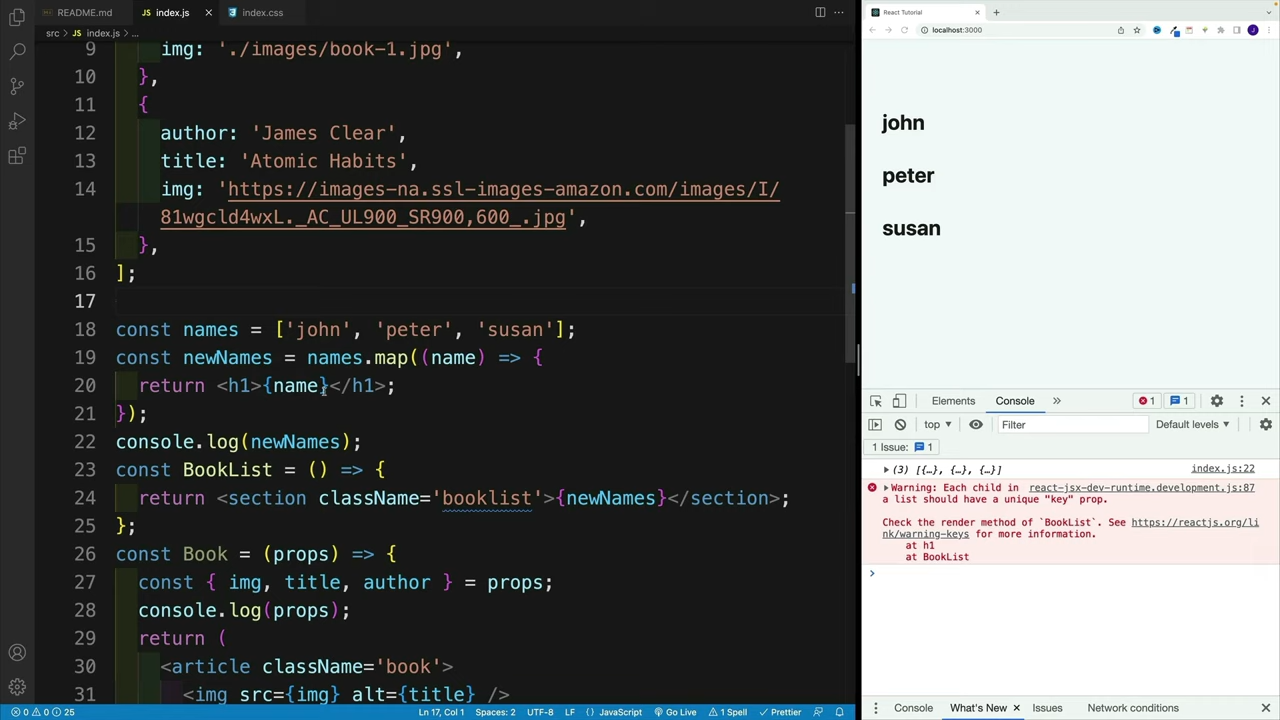 README.md
index.js
index.css
src > JS index.js > ...
9 img: './images/book-1.jpg',
10 },
11 {
12 author: 'James Clear',
13 title: 'Atomic Habits',
14 img: 'https://images-na.ssl-images-amazon.com/images/I/
81wgcld4wxL._AC_UL900_SR900,600_.jpg',
15 },
16 ];
17
18 const names = ['john', 'peter', 'susan'];
19 const newNames = names.map((name) => {
20 return <h1>{name}</h1>;
21 });
22 console.log(newNames);
23 const BookList = () => {
24 return <section className='booklist'>{newNames}</section>;
25 };
26 const Book = (props) => {
27 const { img, title, author } = props;
28 console.log(props);
29 return (
30 <article className='book'>
31 <img src={img} alt={title} />
0 0 25
Ln 17, Col 1
Spaces: 2
UTF-8
LF
{ } JavaScript
Go Live
1 Spell
Prettier
React Tutorial
localhost:3000
john
peter
susan
Elements
Console
1
1
top
Filter
Default levels
1 Issue: 1
(3) [{…}, {…}, {…}] index.js:22
Warning: Each child in react-jsx-dev-runtime.development.js:87
a list should have a unique "key" prop.
Check the render method of `BookList`. See https://reactjs.org/li
nk/warning-keys for more information.
at h1
at BookList
Console
What's New
Issues
Network conditions